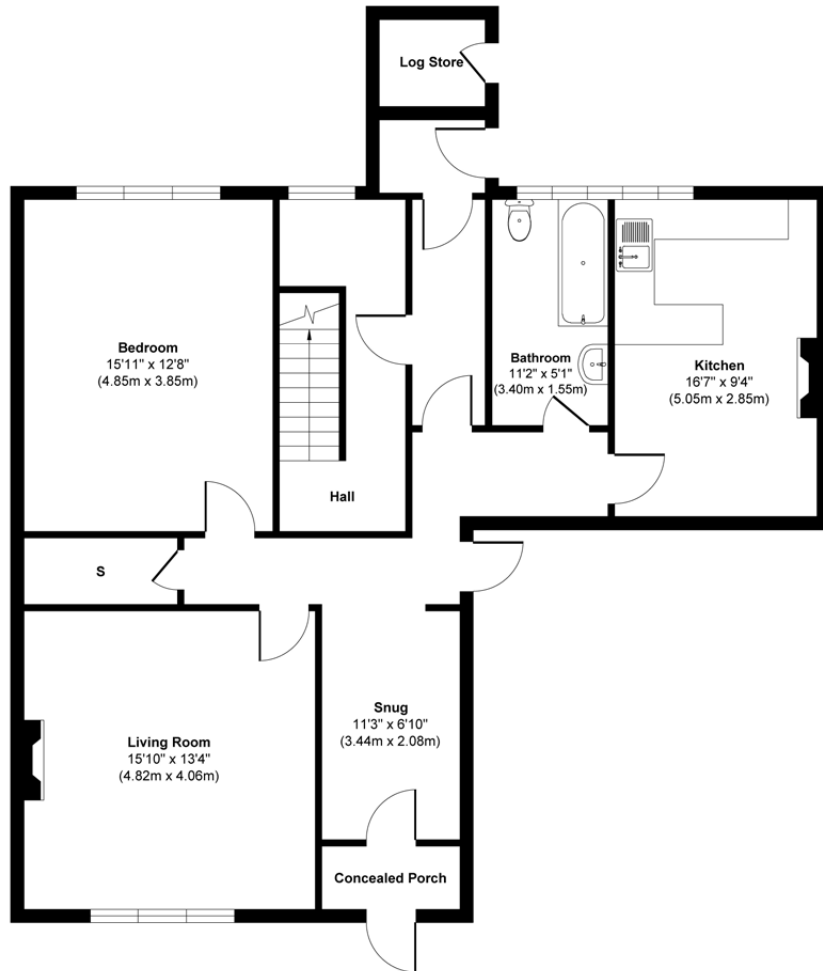 Log Store
Bedroom
15'11" x 12'8"
(4.85m x 3.85m)
Bathroom
11'2" x 5'1"
(3.40m x 1.55m)
Kitchen
16'7" x 9'4"
(5.05m x 2.85m)
Hall
S
Living Room
15'10" x 13'4"
(4.82m x 4.06m)
Snug
11'3" x 6'10"
(3.44m x 2.08m)
Concealed Porch